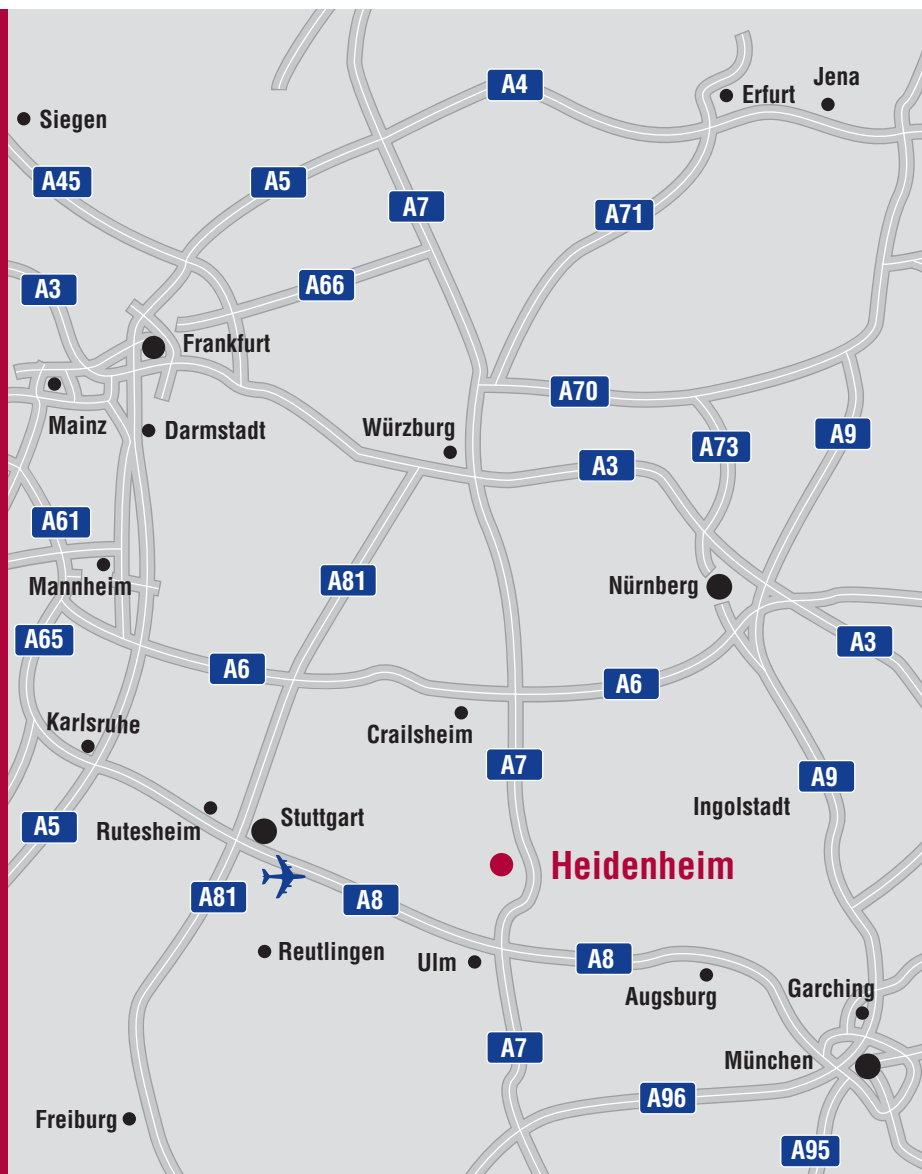 A4
Jena
Erfurt
Siegen
A45
A5
A7
A71
A3
A66
Frankfurt
A70
Mainz
Darmstadt
Würzburg
A73
A9
A3
A61
Mannheim
A81
Nürnberg
A65
A6
A6
A3
Karlsruhe
Crailsheim
A7
A9
Ingolstadt
A5
Rutesheim
Stuttgart
Heidenheim
A81
A8
Reutlingen
Ulm
A8
Augsburg
Garching
A7
München
A96
Freiburg
A95